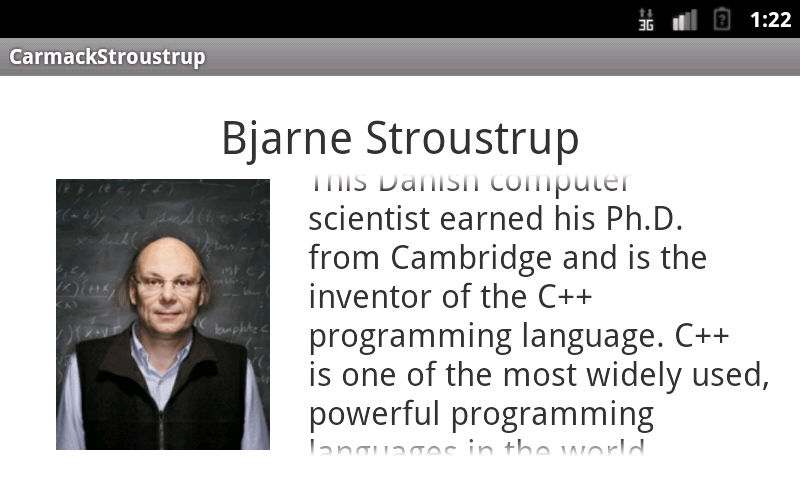 3G 1:22
CarmackStroustrup
Bjarne Stroustrup
This Danish computer
scientist earned his Ph.D.
from Cambridge and is the
inventor of the C++
programming language. C++
is one of the most widely used,
powerful programming
languages in the world